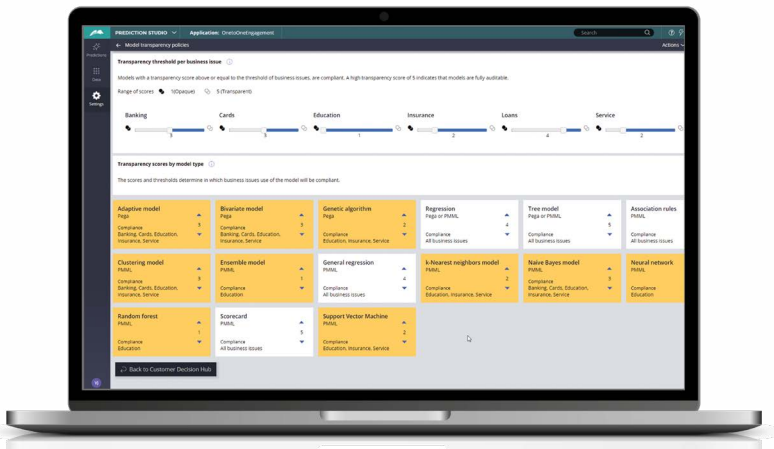 PREDICTION STUDIO
Application: OnetoOneEngagement
Search
Model transparency policies
Actions
Predictions
Data
Settings
Transparency threshold per business issue
Models with a transparency score above or equal to the threshold of business issues, are compliant. A high transparency score of 5 indicates that models are fully auditable.
Range of scores 1(Opaque) 5 (Transparent)
Banking Cards Education Insurance Loans Service
3 3 1 2 4 2
Transparency scores by model type
The scores and thresholds determine in which business issues use of the model will be compliant.
Adaptive model
Pega
3
Compliance
Banking, Cards, Education,
Insurance, Service
Bivariate model
Pega
3
Compliance
Banking, Cards, Education,
Insurance, Service
Genetic algorithm
Pega
2
Compliance
Education, Insurance, Service
Regression
Pega or PMML
4
Compliance
All business issues
Tree model
Pega or PMML
5
Compliance
All business issues
Association rules
PMML
Compliance
All business issues
Clustering model
PMML
3
Compliance
Banking, Cards, Education,
Insurance, Service
Ensemble model
PMML
1
Compliance
Education
General regression
PMML
4
Compliance
All business issues
k-Nearest neighbors model
PMML
2
Compliance
Education, Insurance, Service
Naive Bayes model
PMML
3
Compliance
Banking, Cards, Education,
Insurance, Service
Neural network
PMML
Compliance
Education
Random forest
PMML
1
Compliance
Education
Scorecard
PMML
5
Compliance
All business issues
Support Vector Machine
PMML
2
Compliance
Education, Insurance, Service
Back to Customer Decision Hub